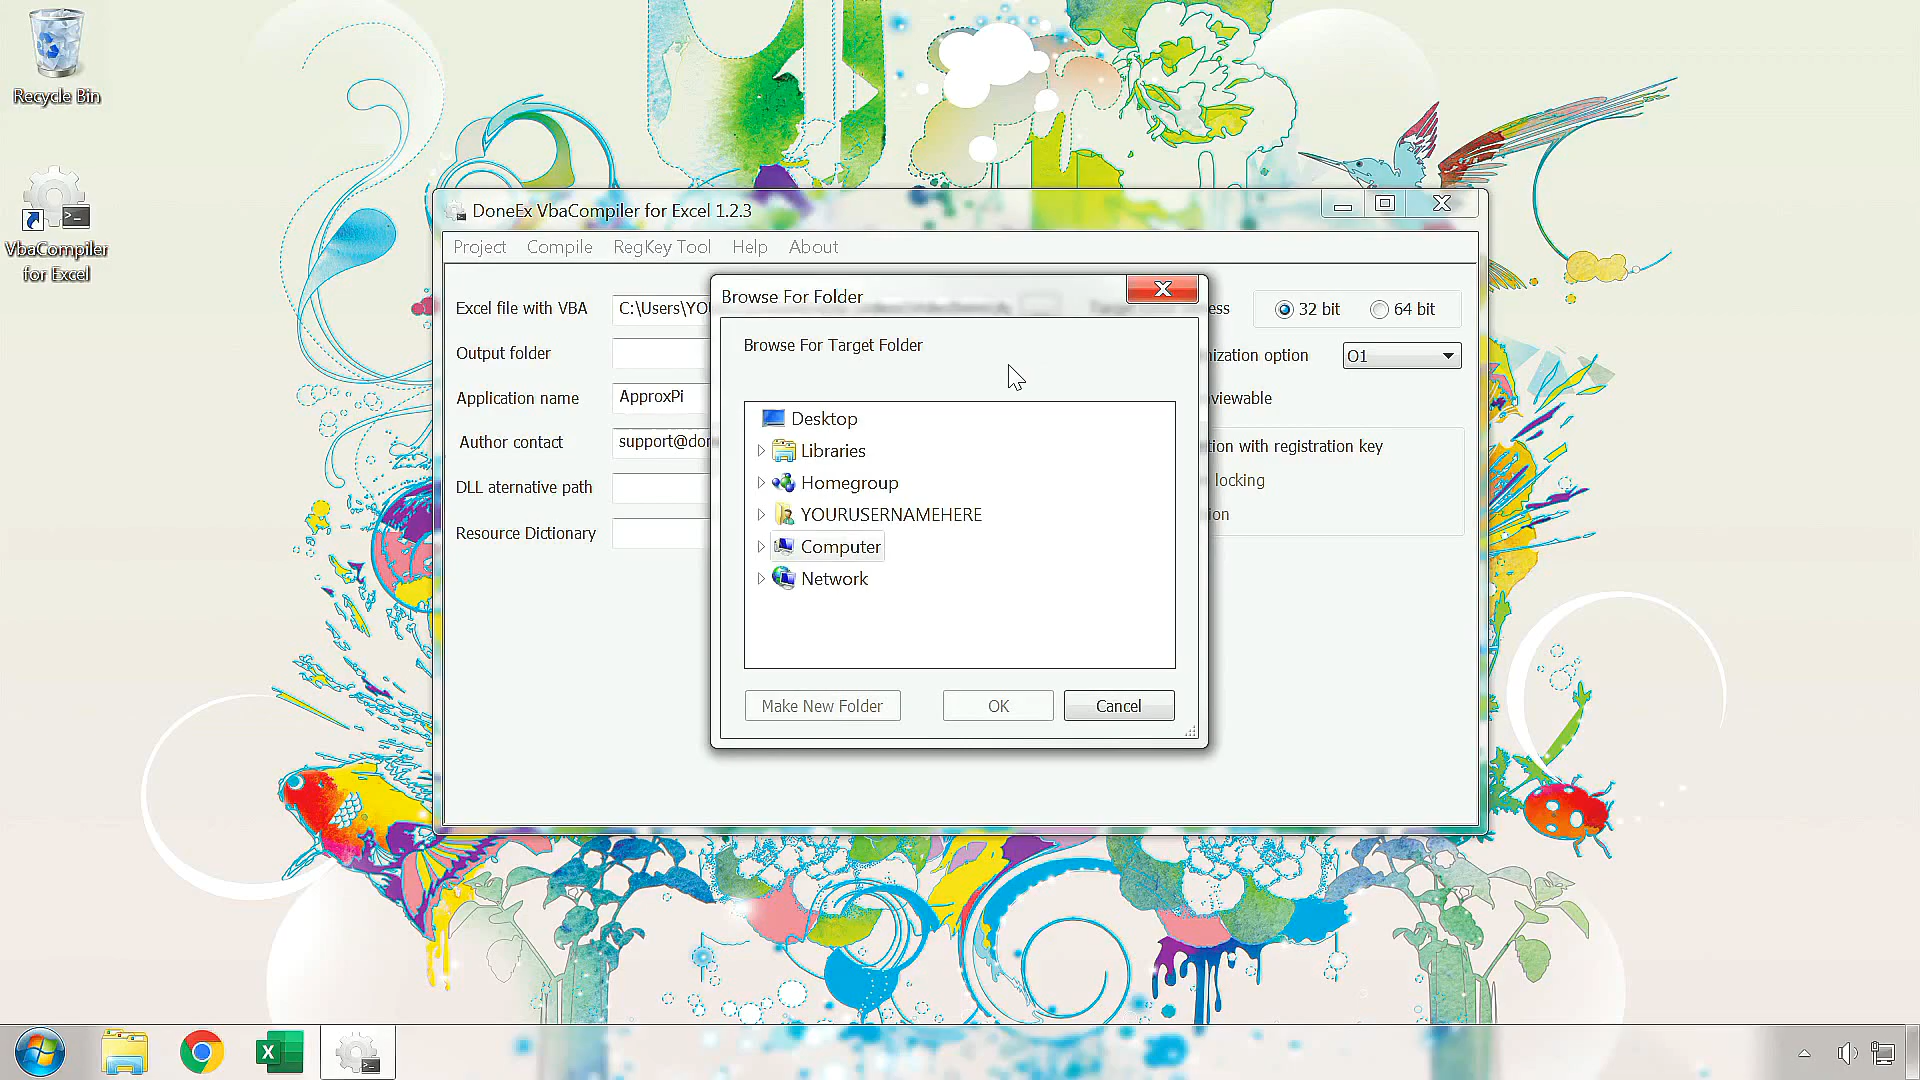 Recycle Bin
VbaCompiler
for Excel
DoneEx VbaCompiler for Excel 1.2.3
Project Compile RegKey Tool Help About
Excel file with VBA C:\Users\YO
ess 32 bit 64 bit
Output folder
nization option O1
Application name ApproxPi
viewable
Author contact support@don
tion with registration key
locking
DLL aternative path
ion
Resource Dictionary
Browse For Folder
Browse For Target Folder
Desktop
Libraries
Homegroup
YOURUSERNAMEHERE
Computer
Network
Make New Folder OK Cancel